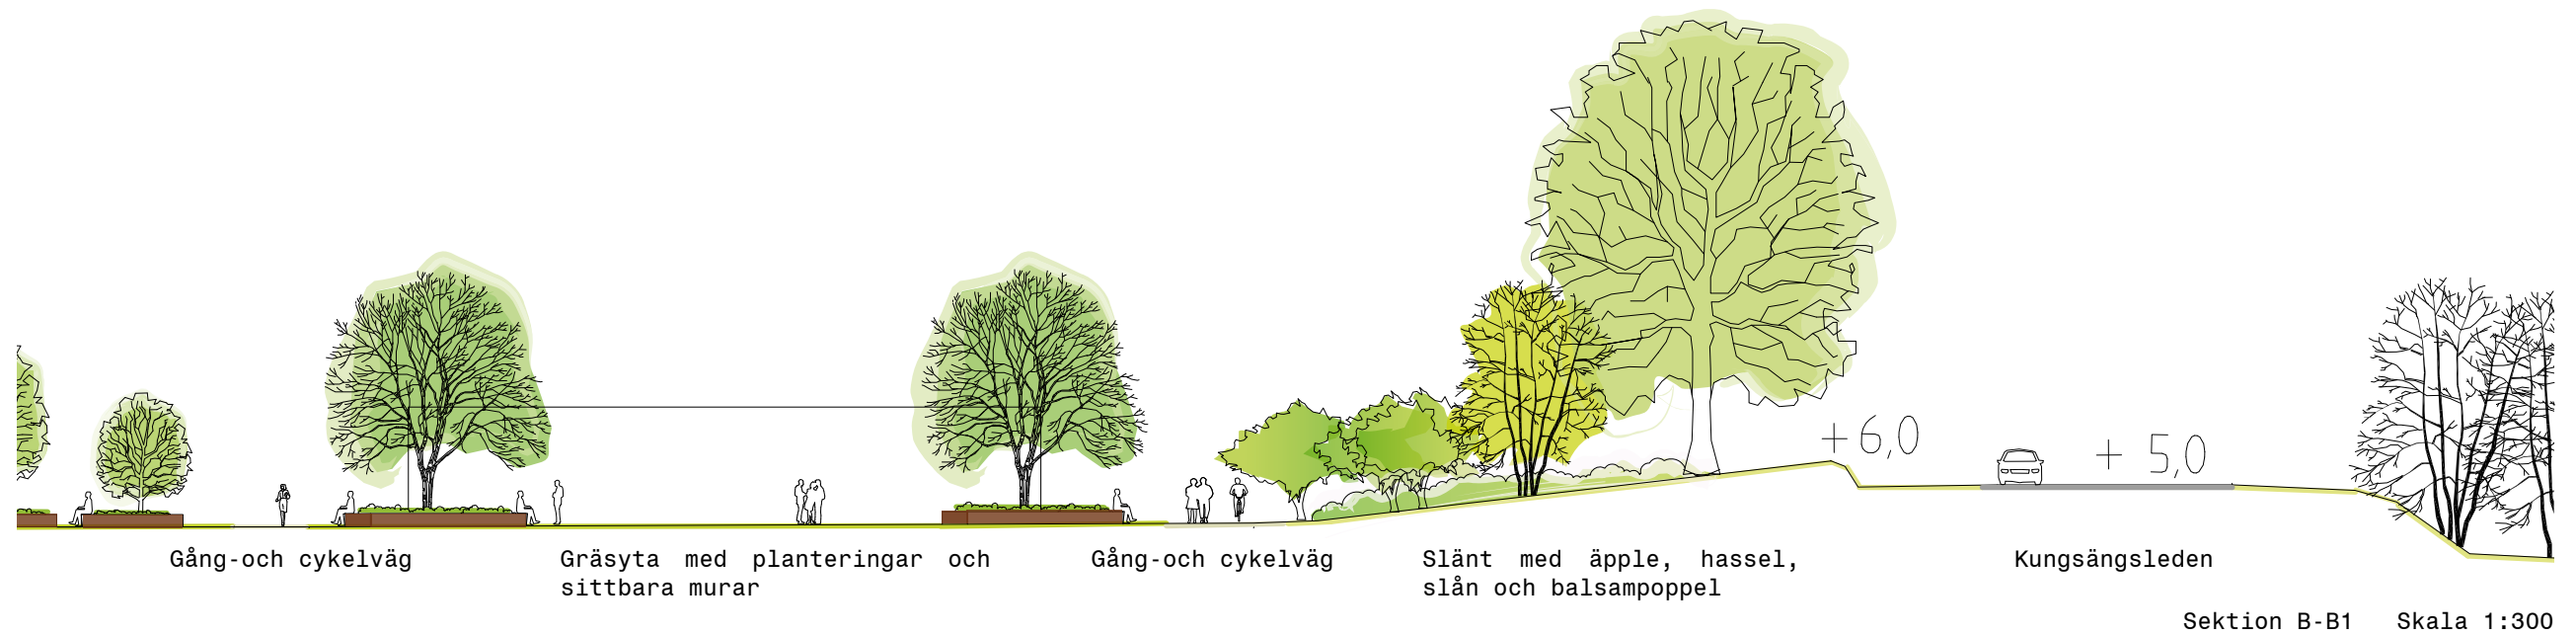 + 6,0
+ 5,0
Gång-och cykelväg
Gräsyta med planteringar och
sittbara murar
Gång-och cykelväg
Slänt med äpple, hassel,
slån och balsampoppel
Kungsängsleden
Sektion B-B1 Skala 1:300